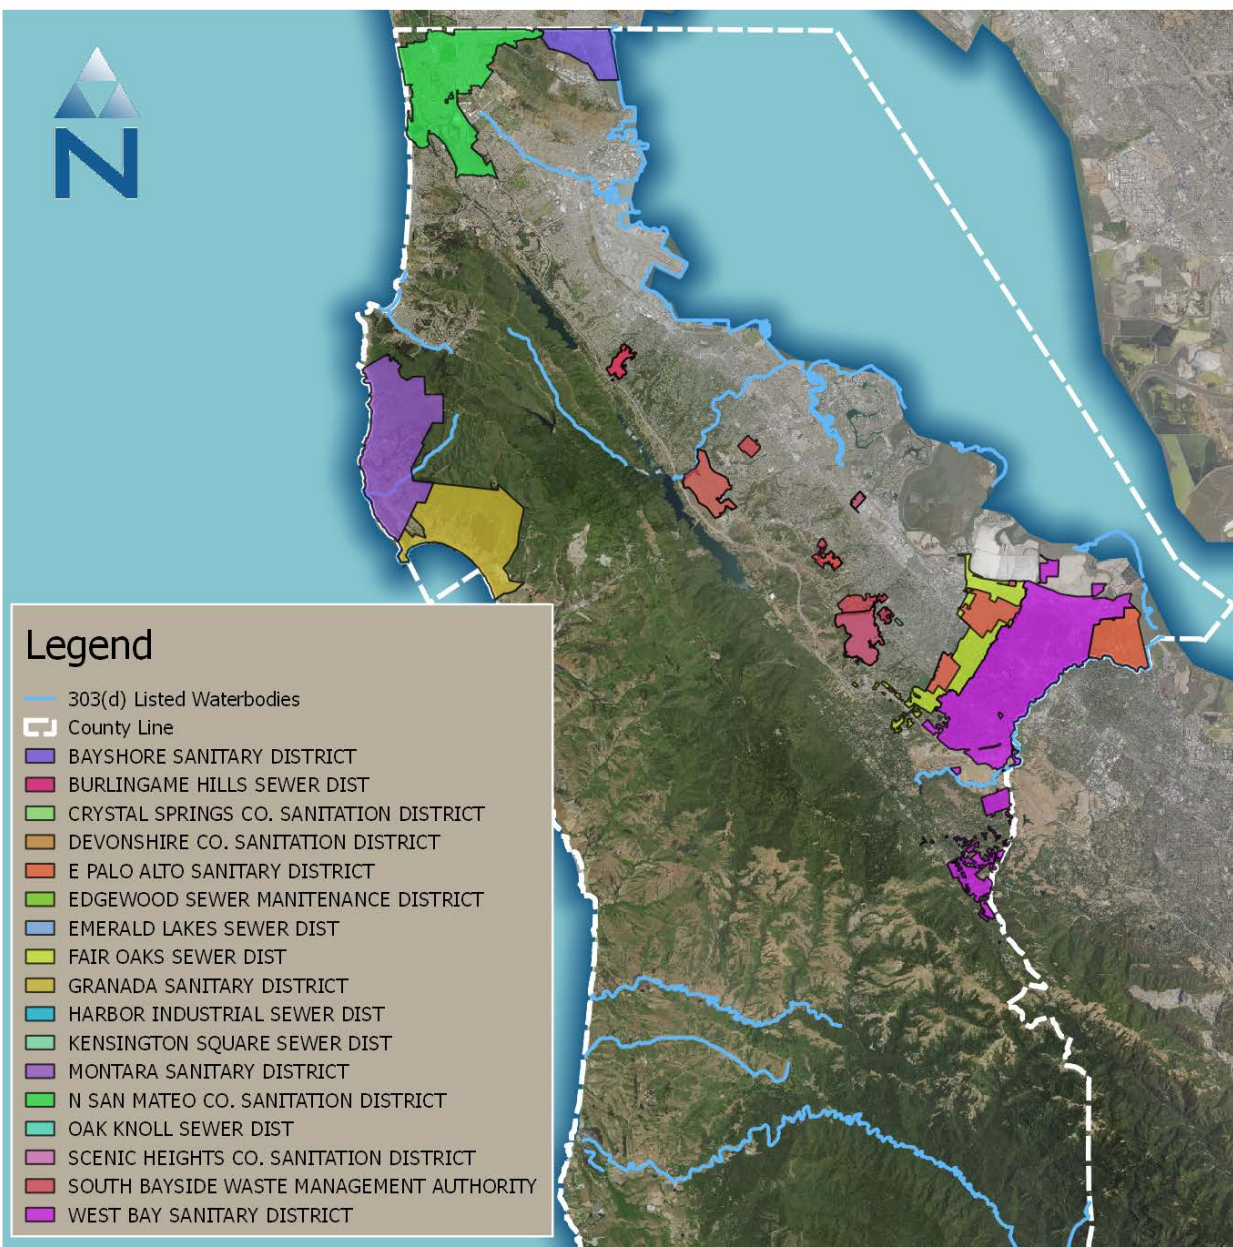 N
Legend
303(d) Listed Waterbodies
County Line
BAYSHORE SANITARY DISTRICT
BURLINGAME HILLS SEWER DIST
CRYSTAL SPRINGS CO. SANITATION DISTRICT
DEVONSHIRE CO. SANITATION DISTRICT
E PALO ALTO SANITARY DISTRICT
EDGEWOOD SEWER MANITENANCE DISTRICT
EMERALD LAKES SEWER DIST
FAIR OAKS SEWER DIST
GRANADA SANITARY DISTRICT
HARBOR INDUSTRIAL SEWER DIST
KENSINGTON SQUARE SEWER DIST
MONTARA SANITARY DISTRICT
N SAN MATEO CO. SANITATION DISTRICT
OAK KNOLL SEWER DIST
SCENIC HEIGHTS CO. SANITATION DISTRICT
SOUTH BAYSIDE WASTE MANAGEMENT AUTHORITY
WEST BAY SANITARY DISTRICT